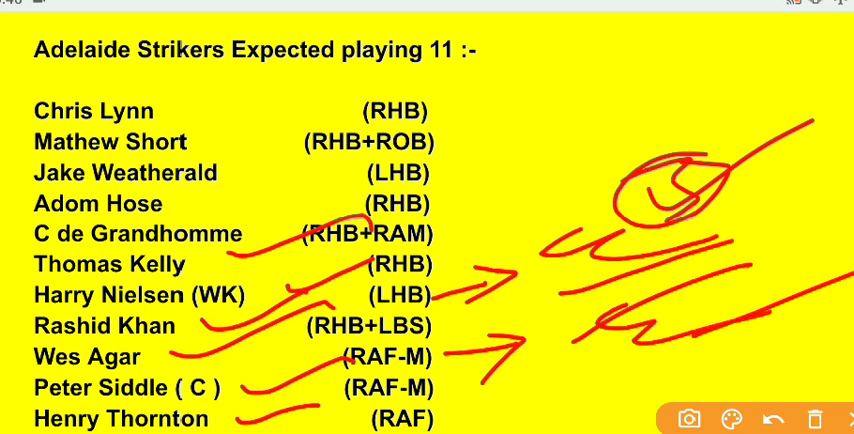 Adelaide Strikers Expected playing 11 :-
Chris Lynn (RHB)
Mathew Short (RHB+ROB)
Jake Weatherald (LHB)
Adom Hose (RHB)
C de Grandhomme (RHB+RAM)
Thomas Kelly (RHB)
Harry Nielsen (WK) (LHB)
Rashid Khan (RHB+LBS)
Wes Agar (RAF-M)
Peter Siddle ( C ) (RAF-M)
Henry Thornton (RAF)